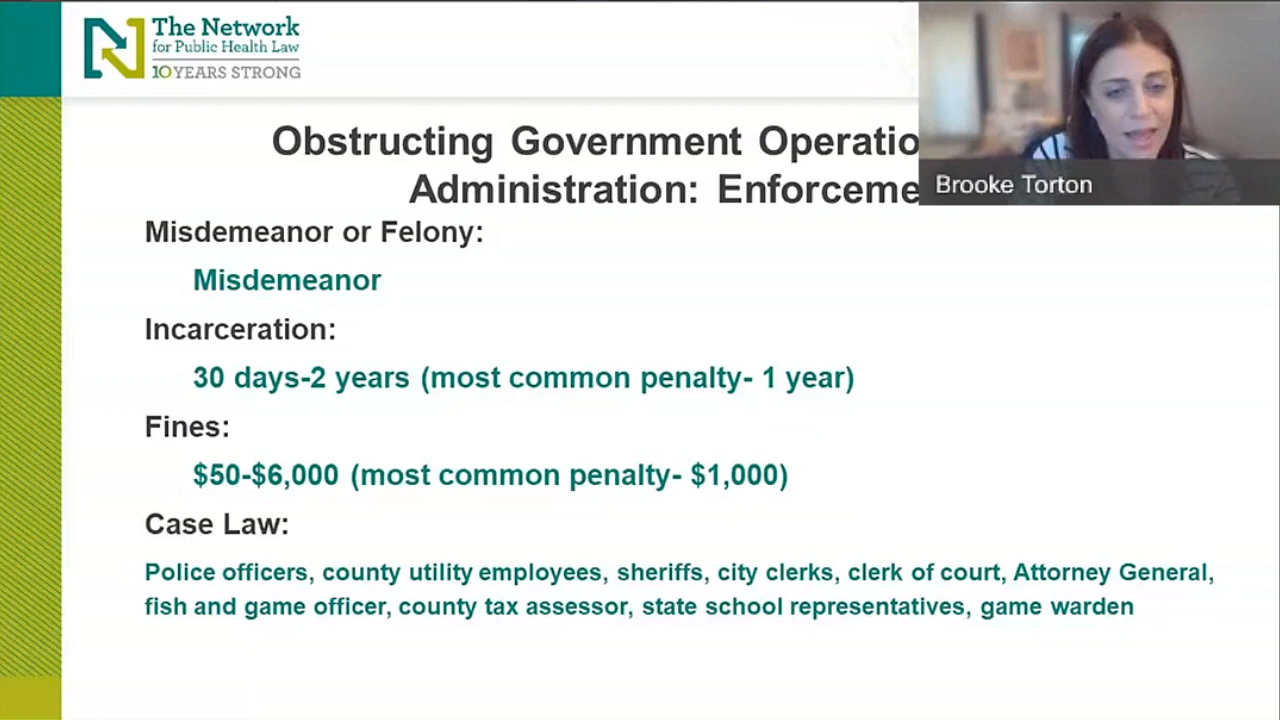 The Network
for Public Health Law
10 YEARS STRONG
Obstructing Government
Administration:
Brooke Torton
Misdemeanor or Felony:
Misdemeanor
Incarceration:
30 days-2 years (most common penalty- 1 year)
Fines:
$50-$6,000 (most common penalty- $1,000)
Case Law:
Police officers, county utility employees, sheriffs, city clerks, clerk of court, Attorney General,
fish and game officer, county tax assessor, state school representatives, game warden